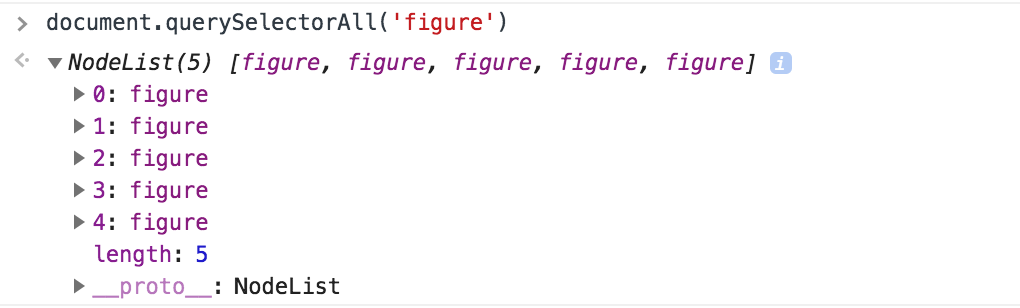 > document.querySelectorAll('figure')
NodeList(5) [figure, figure, figure, figure, figure] i
0: figure
1: figure
2: figure
3: figure
4: figure
length: 5
__proto__: NodeList